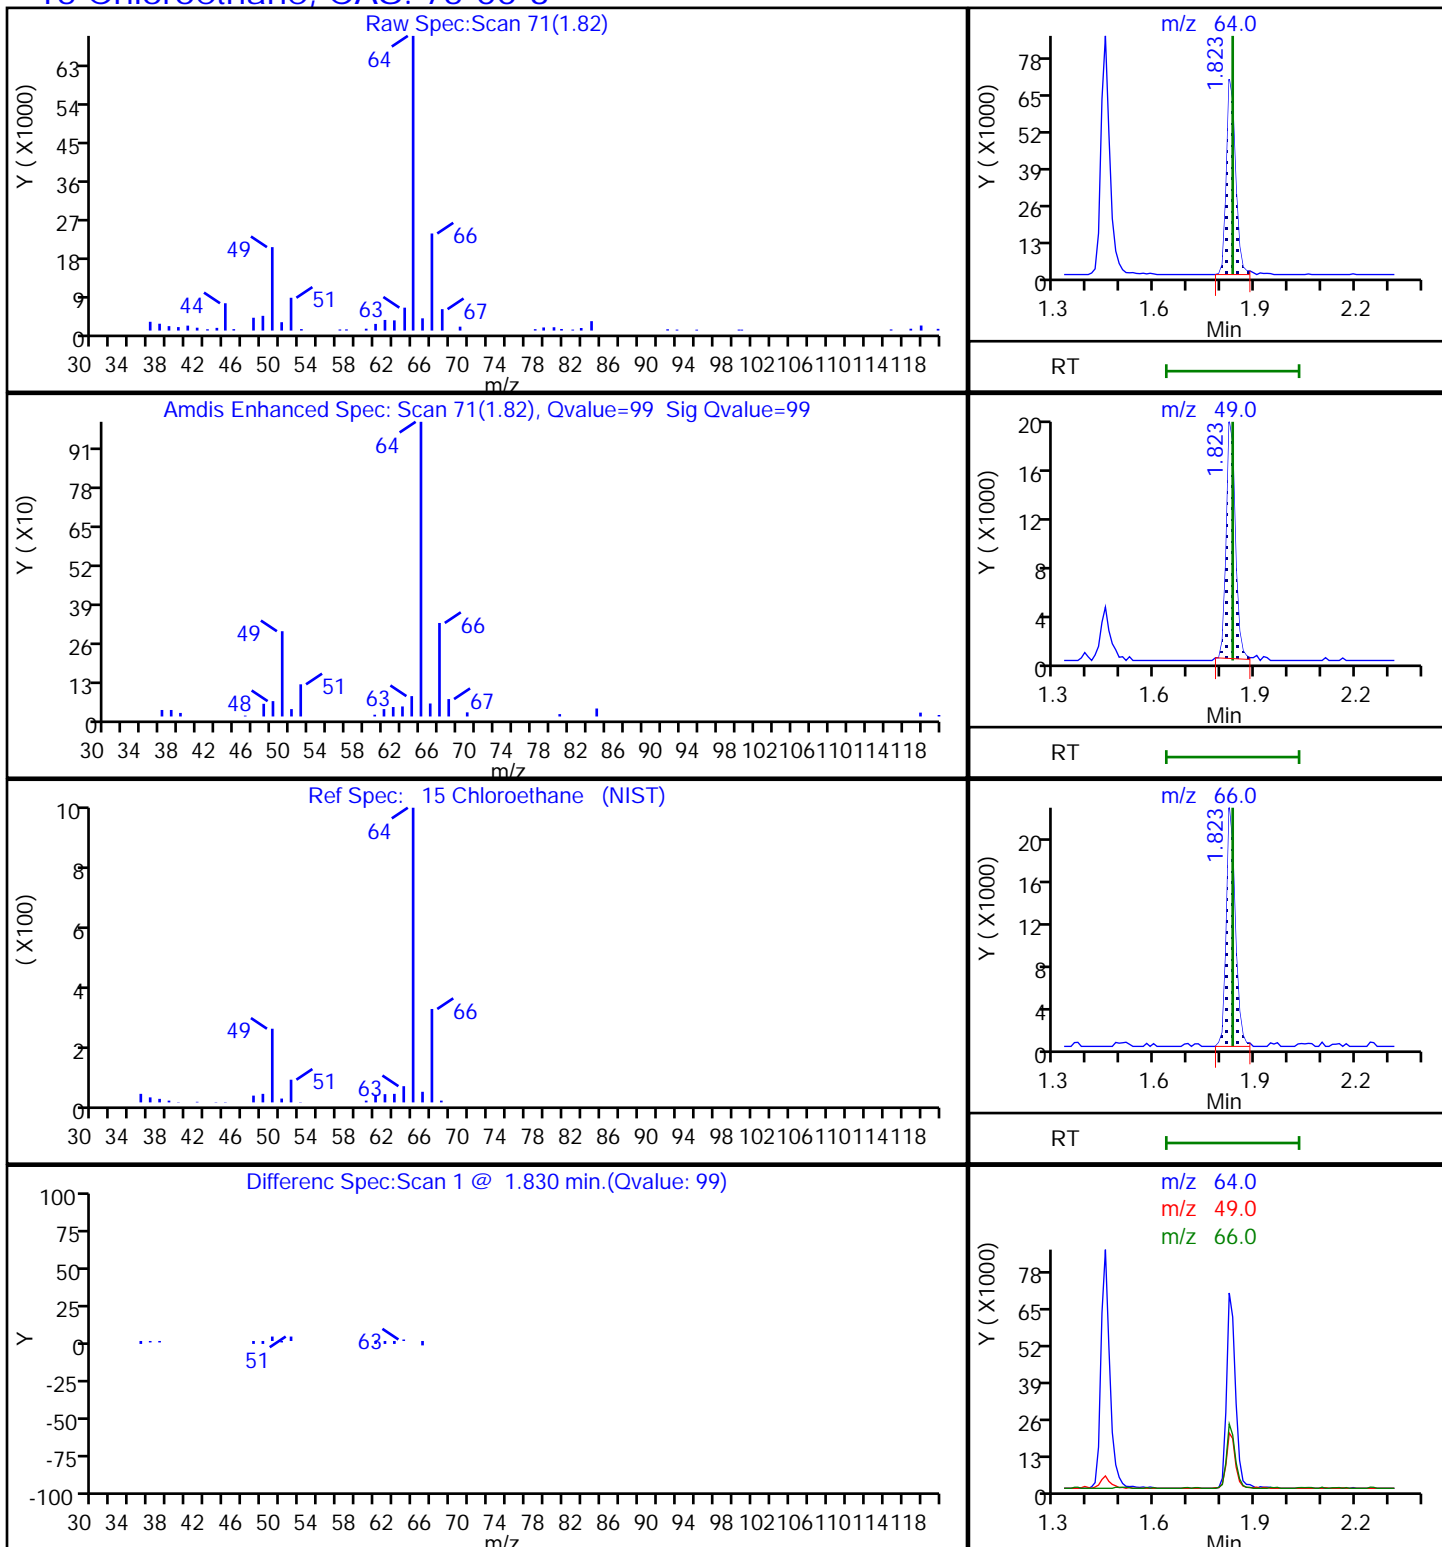 Raw Spec:Scan 71(1.82)
Y ( X1000)
63
54
45
36
27
18
9
0
64
49
66
44
51
63
67
30 34 38 42 46 50 54 58 62 66 70 74 78 82 86 90 94 98 102 106 110 114 118
m/z
m/z 64.0
Y ( X1000)
78
65
52
39
26
13
0
1.823
1.3 1.6 1.9 2.2
Min
RT
Amdis Enhanced Spec: Scan 71(1.82), Qvalue=99 Sig Qvalue=99
Y ( X10)
91
78
65
52
39
26
13
0
64
49
66
48
51
63
67
30 34 38 42 46 50 54 58 62 66 70 74 78 82 86 90 94 98 102 106 110 114 118
m/z
m/z 49.0
Y ( X1000)
20
16
12
8
4
0
1.823
1.3 1.6 1.9 2.2
Min
RT
Ref Spec: 15 Chloroethane (NIST)
( X100)
10
8
6
4
2
0
64
49
66
51
63
30 34 38 42 46 50 54 58 62 66 70 74 78 82 86 90 94 98 102 106 110 114 118
m/z 66.0
Y ( X1000)
20
16
12
8
4
0
1.823
1.3 1.6 1.9 2.2
Min
RT
Differenc Spec:Scan 1 @ 1.830 min.(Qvalue: 99)
Y
100
75
50
25
0
-25
-50
-75
-100
51
63
30 34 38 42 46 50 54 58 62 66 70 74 78 82 86 90 94 98 102 106 110 114 118
m/z
m/z 64.0
m/z 49.0
m/z 66.0
Y ( X1000)
78
65
52
39
26
13
0
1.3 1.6 1.9 2.2
Min